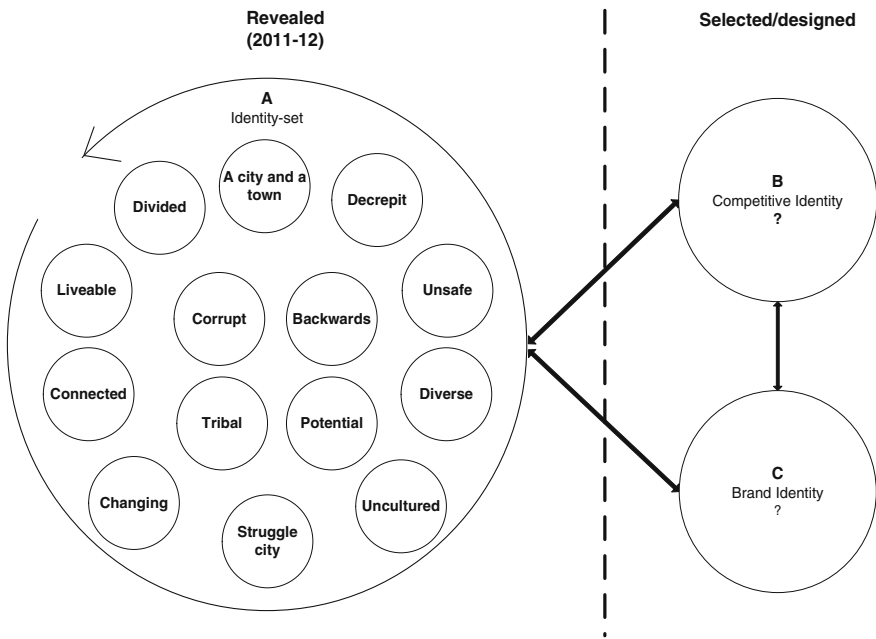 Revealed
(2011-12)
Selected/designed
A
Identity-set
A city and a
town
Divided
Decrepit
Liveable
Unsafe
Corrupt
Backwards
Connected
Diverse
Tribal
Potential
Changing
Uncultured
Struggle
city
B
Competitive Identity
?
C
Brand Identity
?